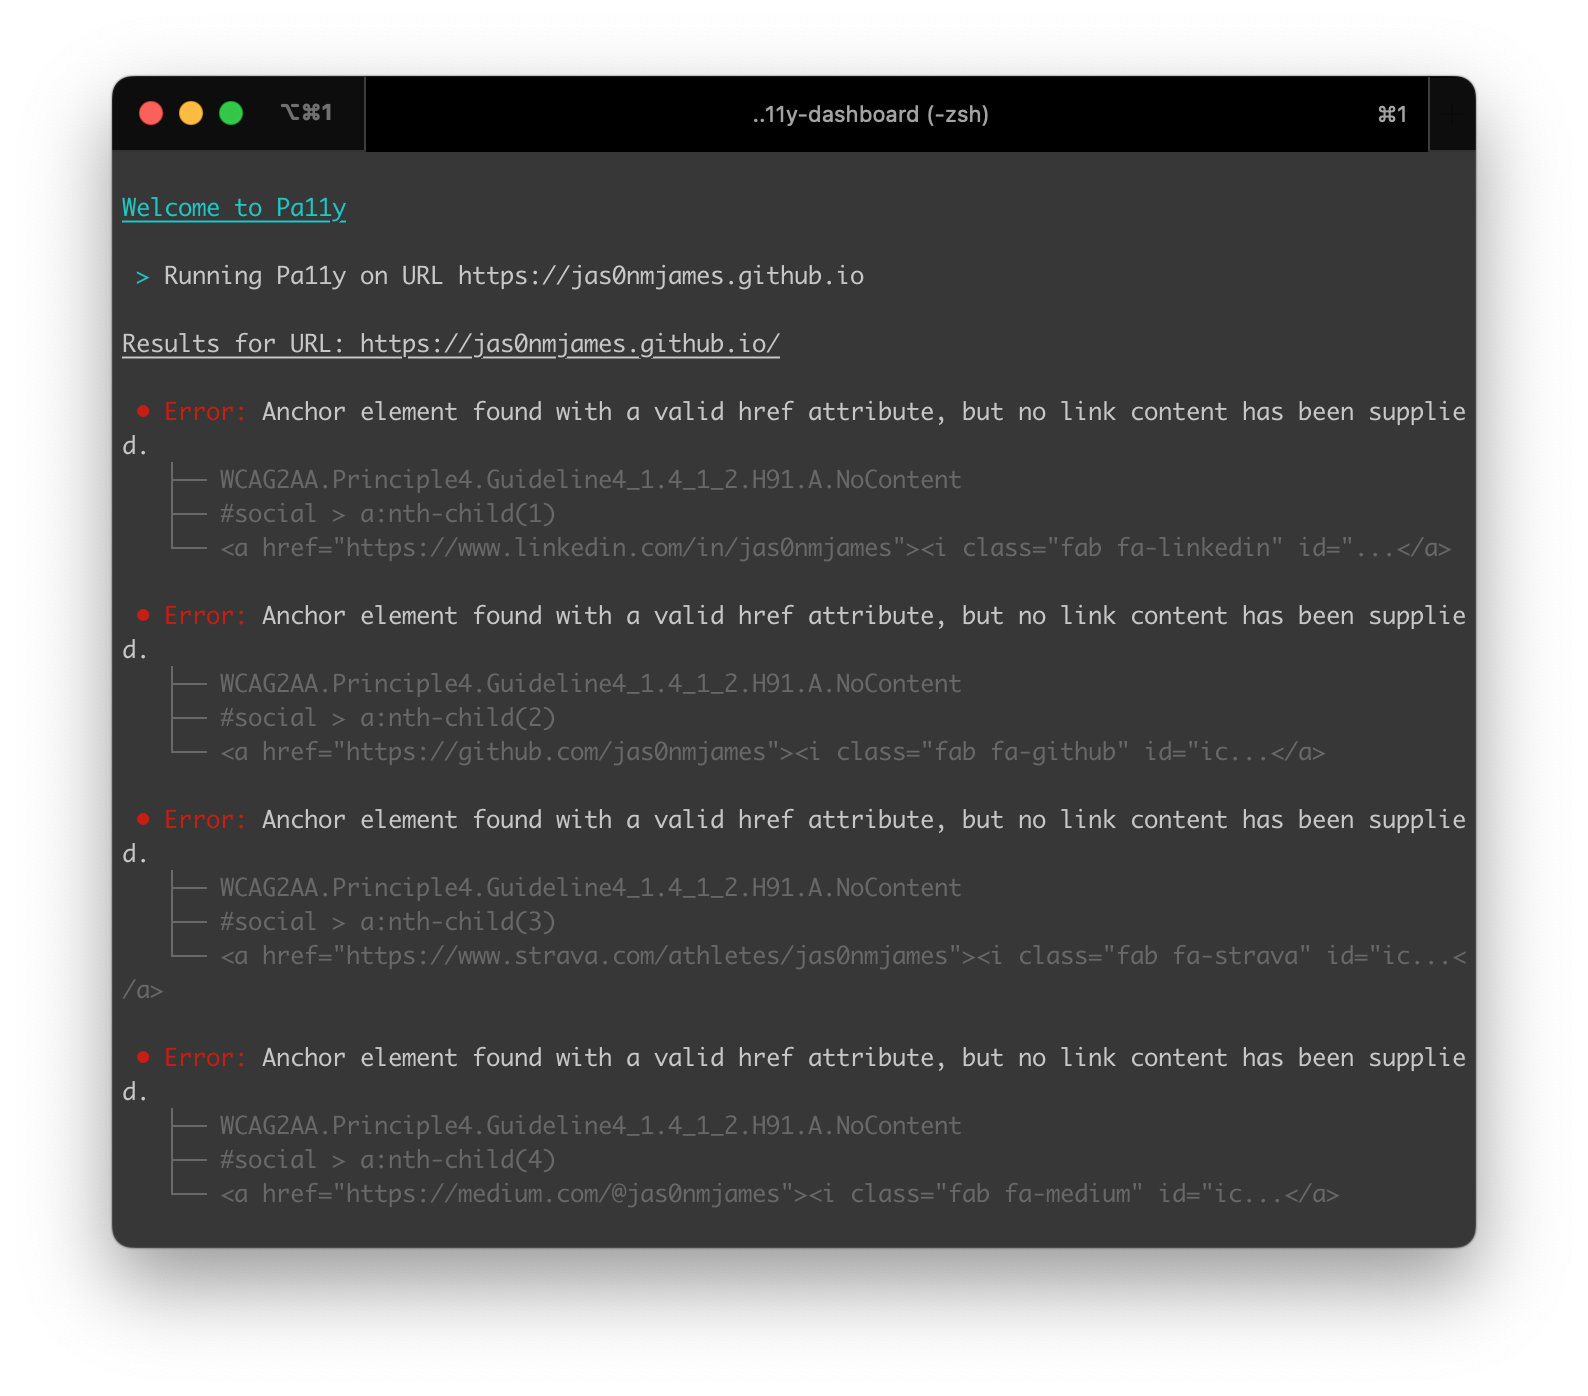 ⌥⌘1 ..11y-dashboard (-zsh) ⌘1
Welcome to Pa11y
> Running Pa11y on URL https://jas0nmjames.github.io
Results for URL: https://jas0nmjames.github.io/
● Error: Anchor element found with a valid href attribute, but no link content has been supplie
d.
├── WCAG2AA.Principle4.Guideline4_1.4_1_2.H91.A.NoContent
├── #social > a:nth-child(1)
└── <a href="https://www.linkedin.com/in/jas0nmjames"><i class="fab fa-linkedin" id="...</a>
● Error: Anchor element found with a valid href attribute, but no link content has been supplie
d.
├── WCAG2AA.Principle4.Guideline4_1.4_1_2.H91.A.NoContent
├── #social > a:nth-child(2)
└── <a href="https://github.com/jas0nmjames"><i class="fab fa-github" id="ic...</a>
● Error: Anchor element found with a valid href attribute, but no link content has been supplie
d.
├── WCAG2AA.Principle4.Guideline4_1.4_1_2.H91.A.NoContent
├── #social > a:nth-child(3)
└── <a href="https://www.strava.com/athletes/jas0nmjames"><i class="fab fa-strava" id="ic...<
/a>
● Error: Anchor element found with a valid href attribute, but no link content has been supplie
d.
├── WCAG2AA.Principle4.Guideline4_1.4_1_2.H91.A.NoContent
├── #social > a:nth-child(4)
└── <a href="https://medium.com/@jas0nmjames"><i class="fab fa-medium" id="ic...</a>